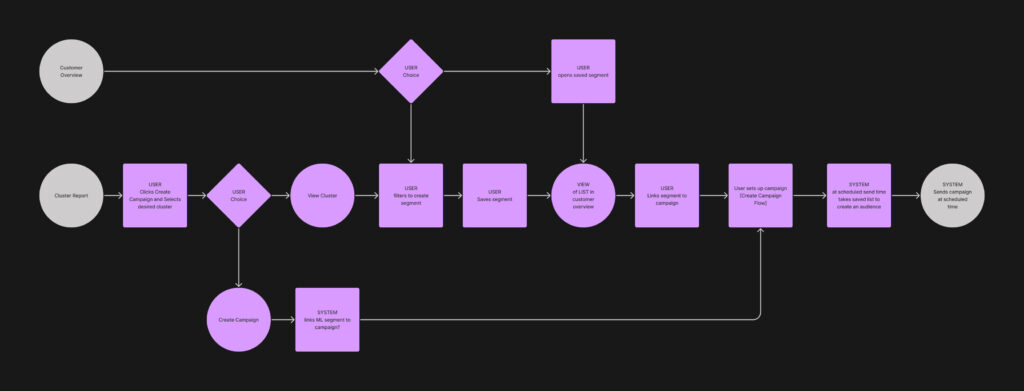 Customer
Overview
USER
Choice
USER
opens saved segment
Cluster Report
USER
Clicks Create
Campaign and Selects
desired cluster
USER
Choice
View Cluster
USER
filters to create
segment
USER
Saves segment
VIEW
of LIST in
customer
overview
USER
Links segment to
campaign
User sets up campaign
(Create Campaign
Flow)
SYSTEM
at scheduled send time
takes saved list to
create an audience
SYSTEM
Sends campaign
at scheduled
time
Create Campaign
SYSTEM
links ML segment to
campaign?